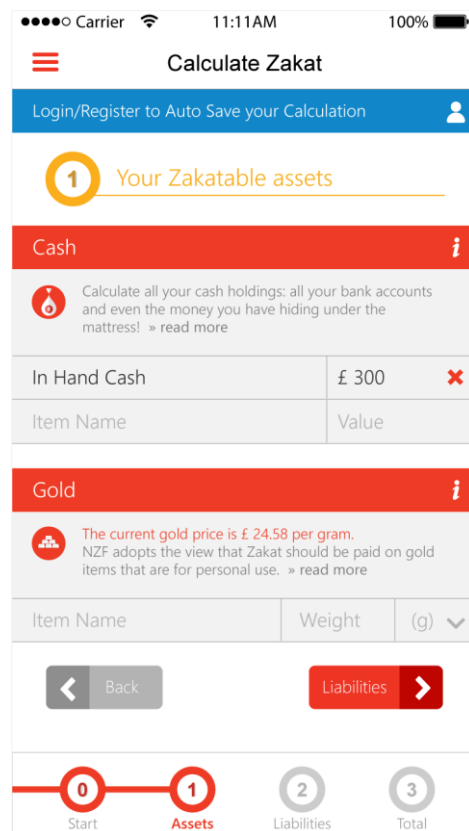 Carrier 11:11AM 100%
Calculate Zakat
Login/Register to Auto Save your Calculation
1 Your Zakatable assets
Cash i
Calculate all your cash holdings: all your bank accounts
and even the money you have hiding under the
mattress! » read more
In Hand Cash £ 300
Item Name Value
Gold i
The current gold price is £ 24.58 per gram.
NZF adopts the view that Zakat should be paid on gold
items that are for personal use. » read more
Item Name Weight (g)
Back Liabilities
0 1 2 3
Start Assets Liabilities Total